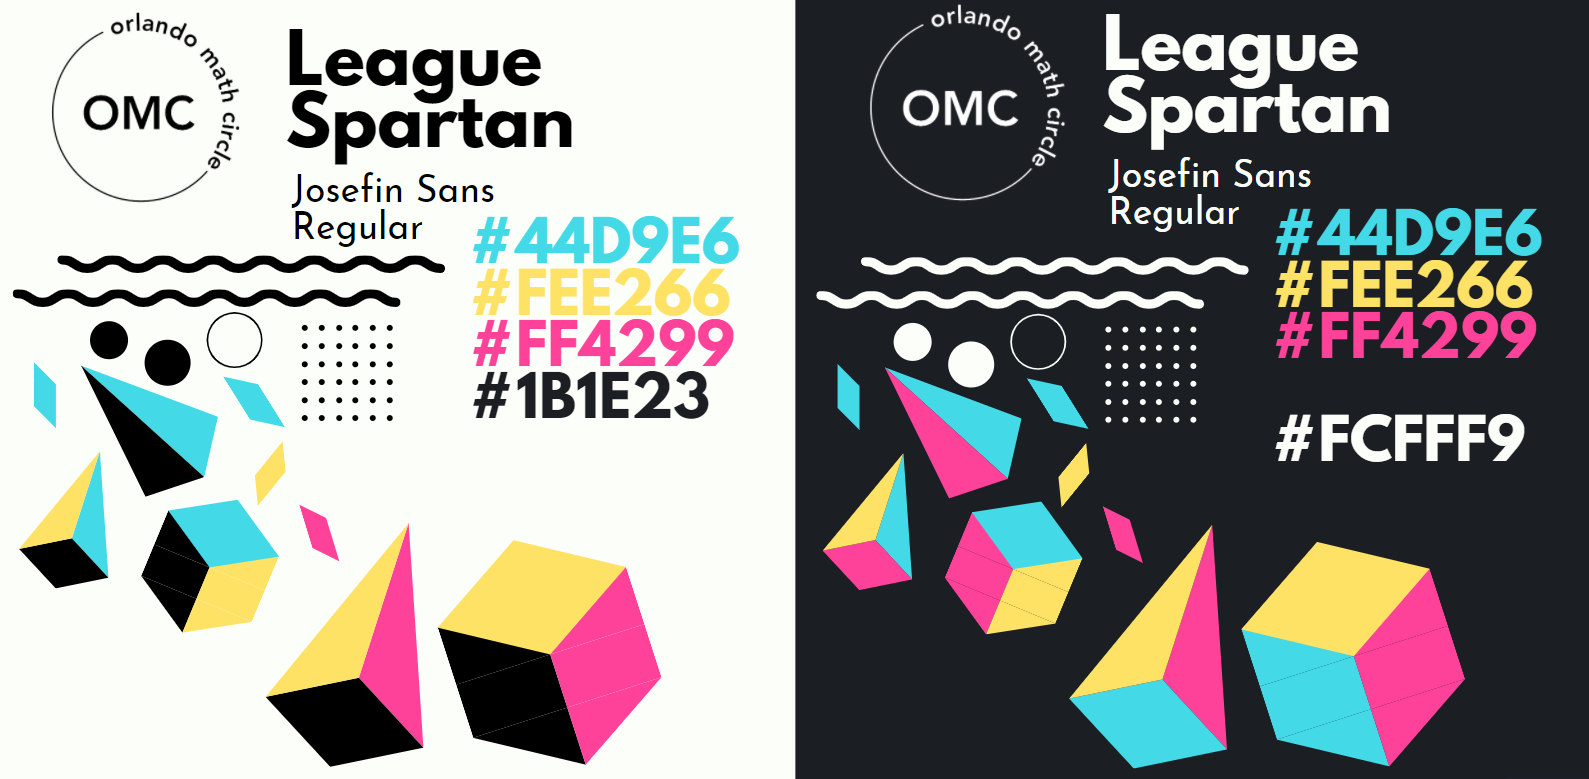 orlando math circle
OMC
League
Spartan
Josefin Sans
Regular
#44D9E6
#FEE266
#FF4299
#1B1E23
orlando math circle
OMC
League
Spartan
Josefin Sans
Regular
#44D9E6
#FEE266
#FF4299
#FCFFF9